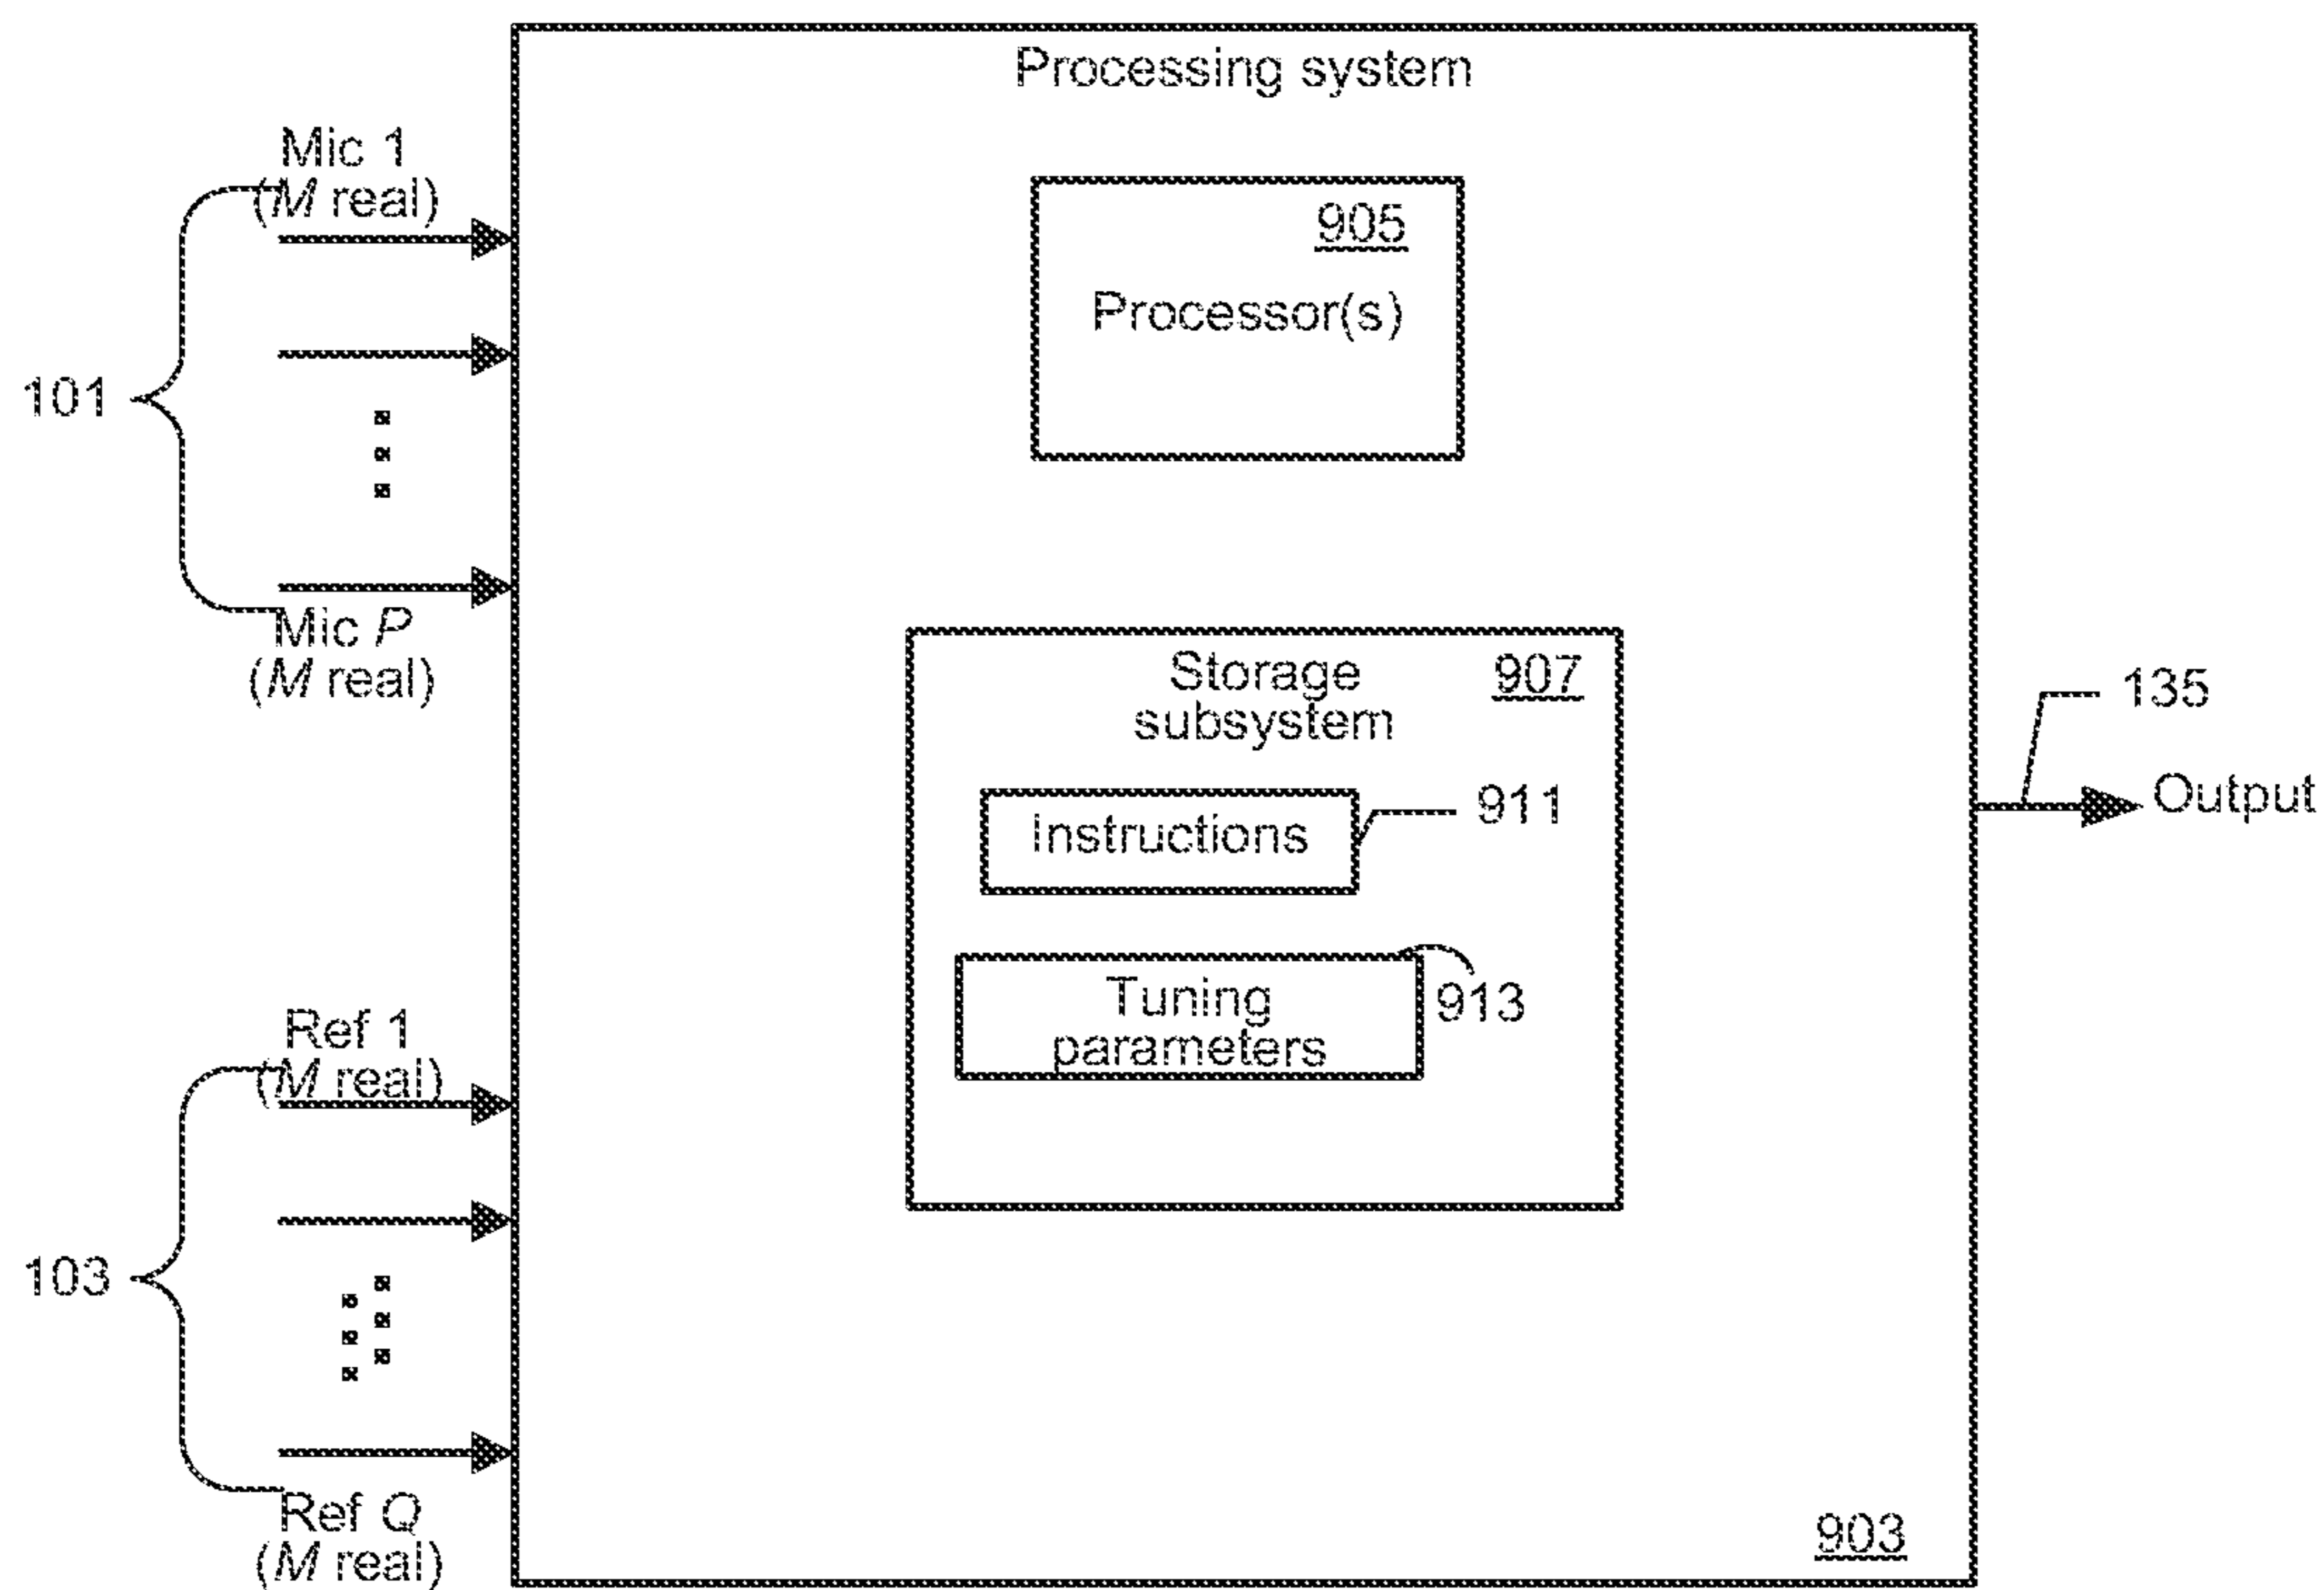 Processing system
Mic 1
(M real)
905
Processor(s)
101
Mic P
(M real)
Storage
subsystem
907
135
Instructions
911
Output
Tuning
parameters
913
Ref 1
(M real)
103
Ref Q
(M real)
903